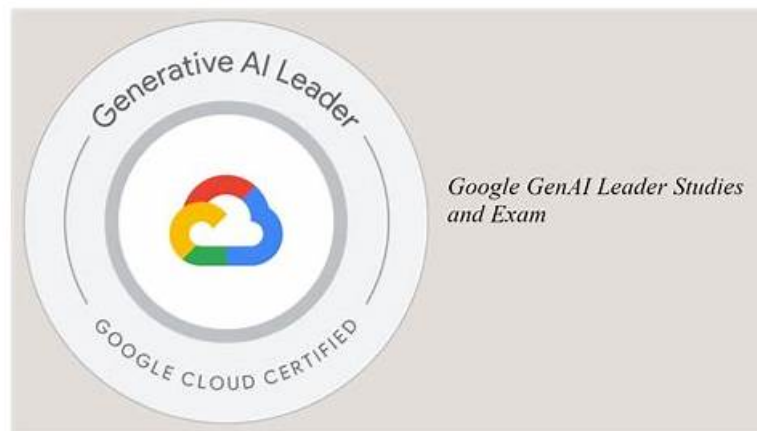 Generative AI Leader
GOOGLE CLOUD CERTIFIED
Google GenAI Leader Studies
and Exam